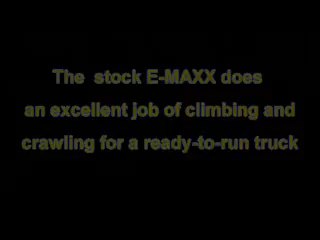 The stock E-MAXX does
an excellent job of climbing and
crawling for a ready-to-run truck